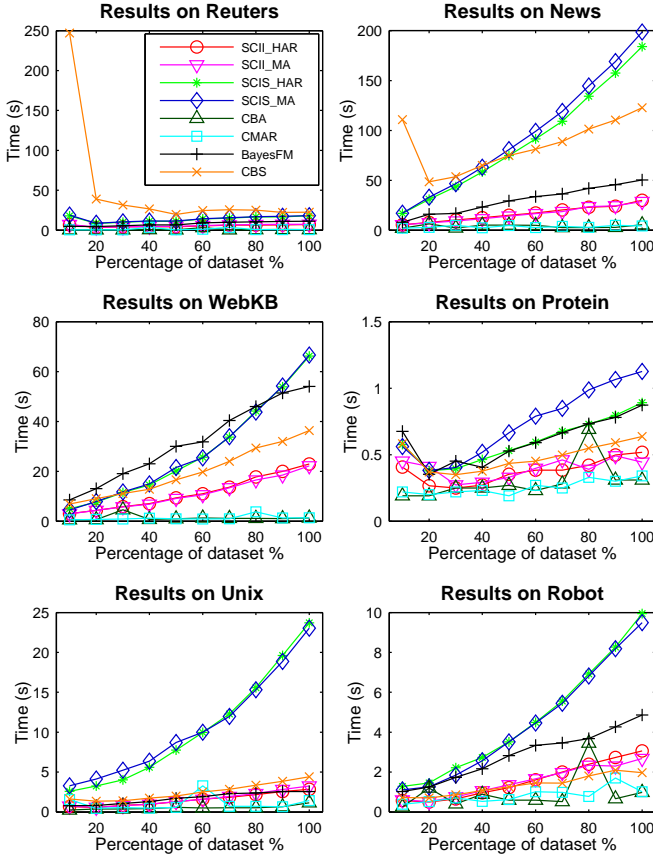 Results on Reuters
250
200
150
100
50
0
Time (s)
SCII_HAR
SCII_MA
SCIS_HAR
SCIS_MA
CBA
CMAR
BayesFM
CBS
20 40 60 80 100
Percentage of dataset %
Results on News
200
150
100
50
0
Time (s)
20 40 60 80 100
Percentage of dataset %
Results on WebKB
80
60
40
20
0
Time (s)
20 40 60 80 100
Percentage of dataset %
Results on Protein
1.5
1
0.5
0
Time (s)
20 40 60 80 100
Percentage of dataset %
Results on Unix
25
20
15
10
5
0
Time (s)
20 40 60 80 100
Percentage of dataset %
Results on Robot
10
8
6
4
2
0
Time (s)
20 40 60 80 100
Percentage of dataset %